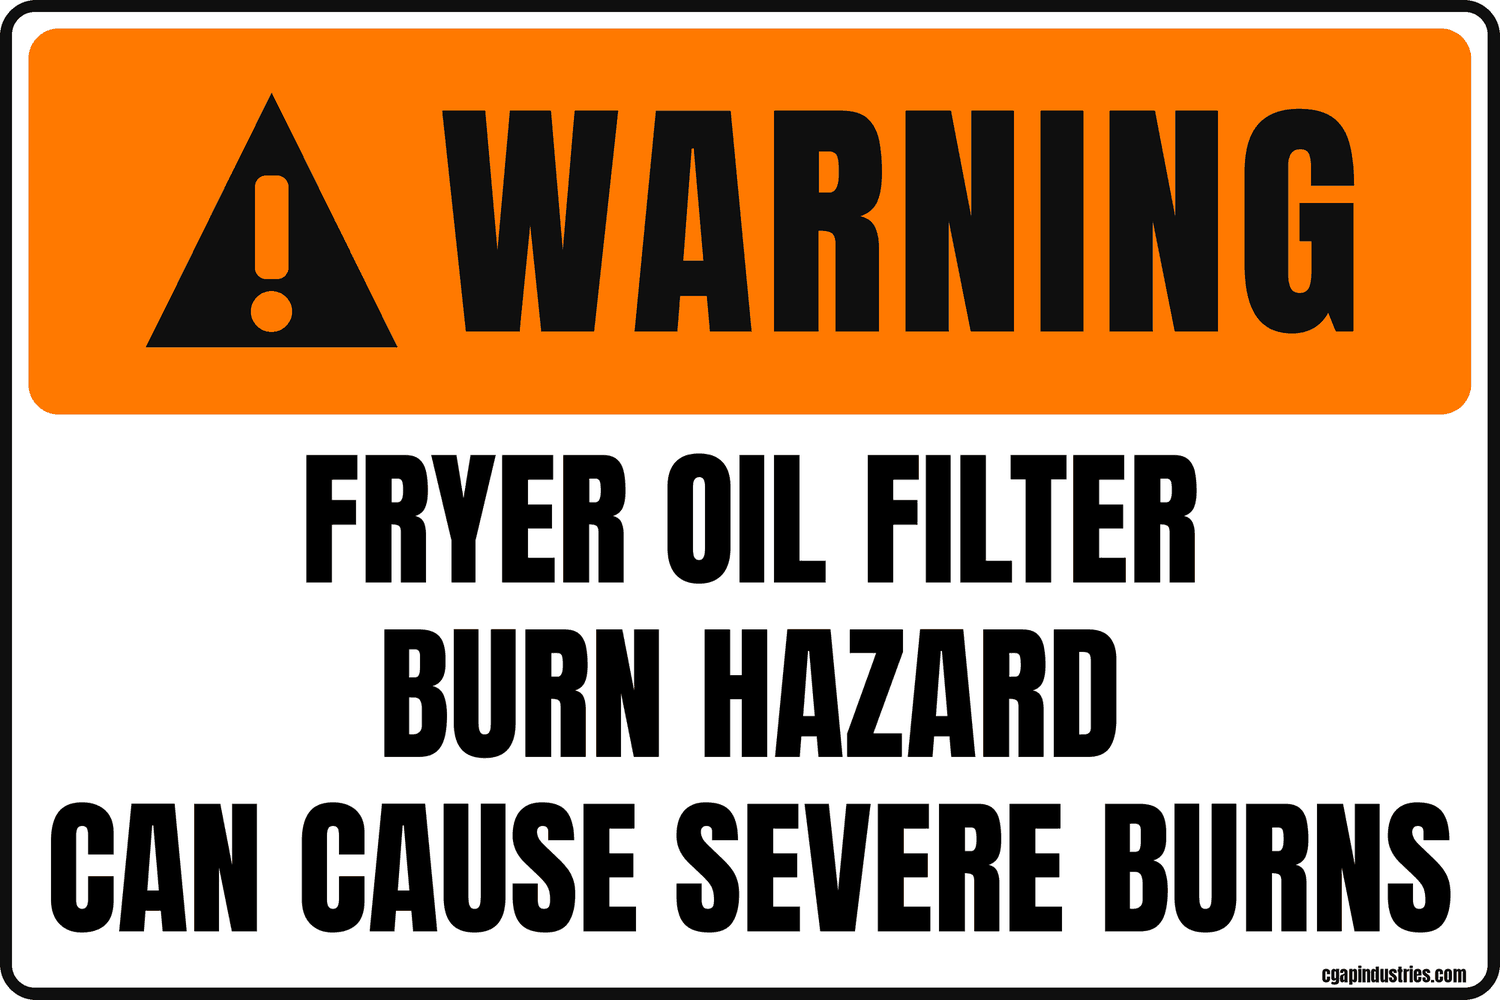 WARNING
FRYER OIL FILTER
BURN HAZARD
CAN CAUSE SEVERE BURNS
cgapindustries.com